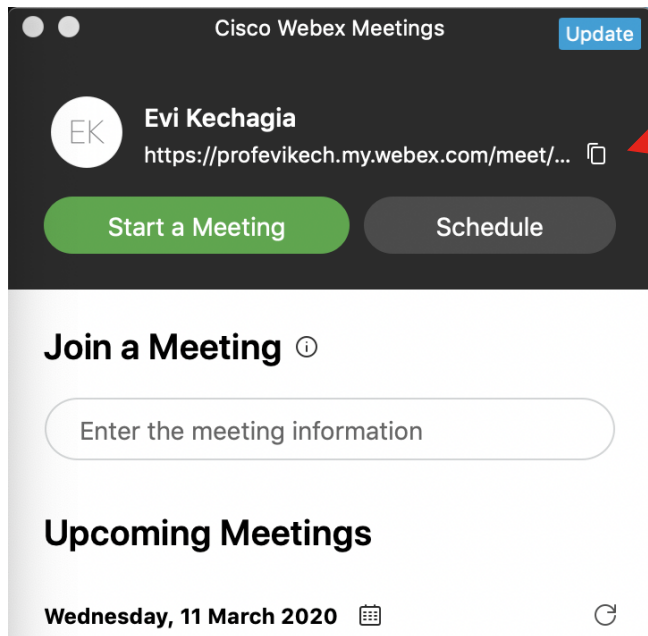 Cisco Webex Meetings
Update
EK
Evi Kechagia
https://profevikech.my.webex.com/meet/...
Start a Meeting
Schedule
Join a Meeting
Enter the meeting information
Upcoming Meetings
Wednesday, 11 March 2020